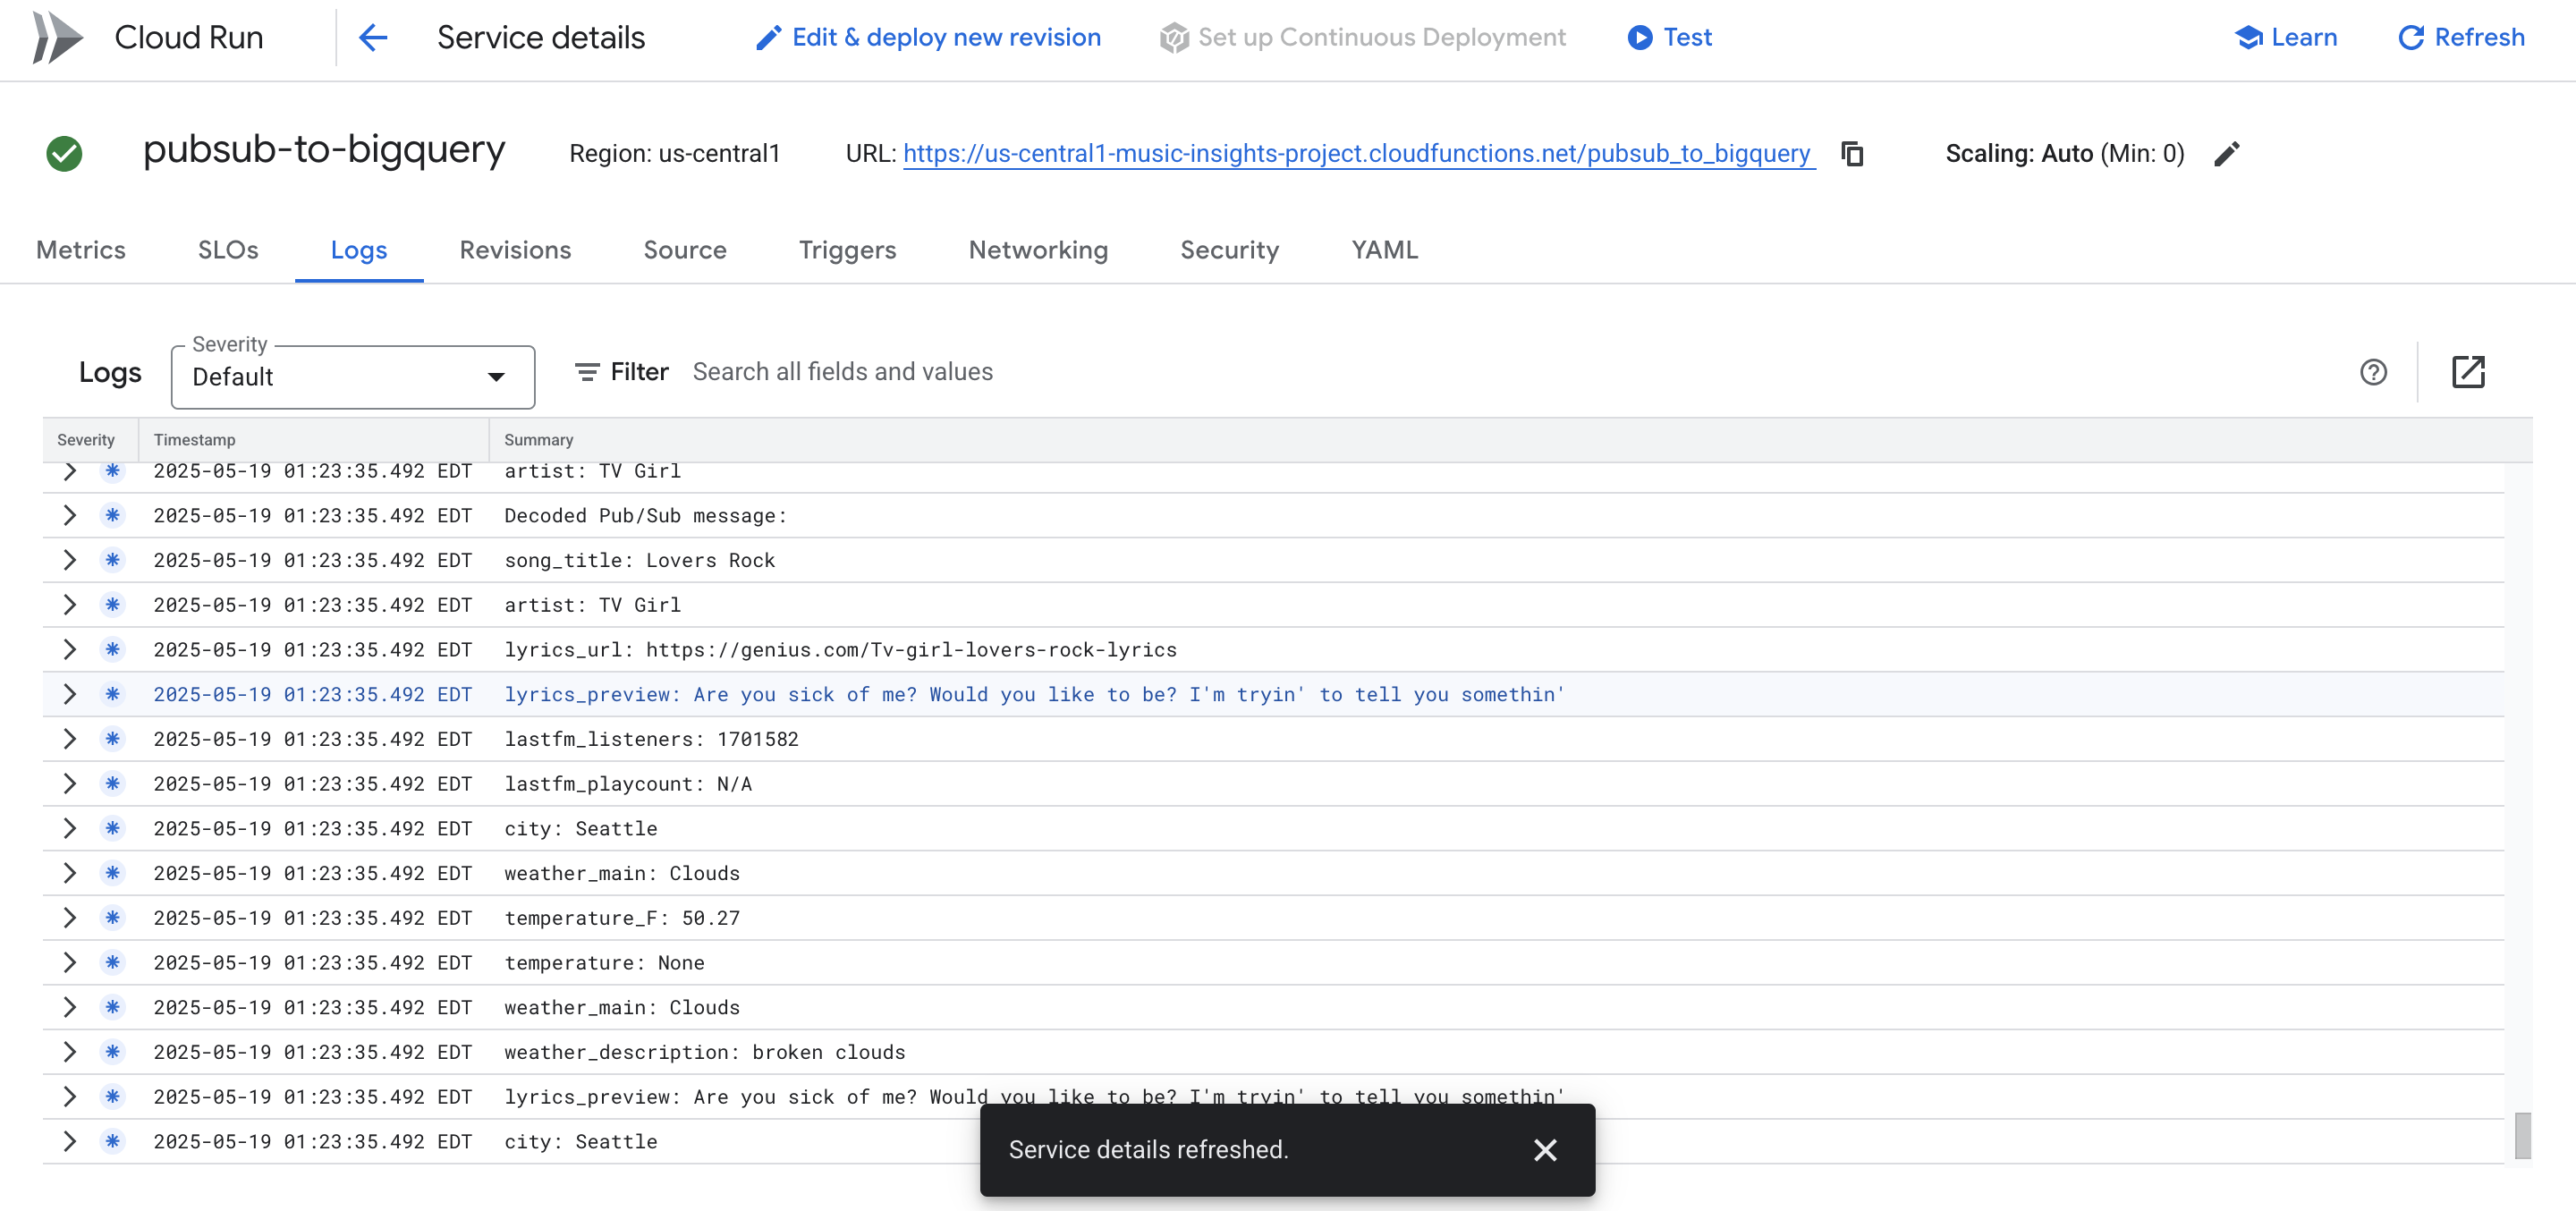 Cloud Run Service details Edit & deploy new revision Set up Continuous Deployment Test Learn Refresh
pubsub-to-bigquery Region: us-central1 URL: https://us-central1-music-insights-project.cloudfunctions.net/pubsub_to_bigquery Scaling: Auto (Min: 0)
Metrics SLOs Logs Revisions Source Triggers Networking Security YAML
Logs Severity Default Filter Search all fields and values
Severity Timestamp Summary
2025-05-19 01:23:35.492 EDT artist: TV Girl
2025-05-19 01:23:35.492 EDT Decoded Pub/Sub message:
2025-05-19 01:23:35.492 EDT song_title: Lovers Rock
2025-05-19 01:23:35.492 EDT artist: TV Girl
2025-05-19 01:23:35.492 EDT lyrics_url: https://genius.com/Tv-girl-lovers-rock-lyrics
2025-05-19 01:23:35.492 EDT lyrics_preview: Are you sick of me? Would you like to be? I'm tryin' to tell you somethin'
2025-05-19 01:23:35.492 EDT lastfm_listeners: 1701582
2025-05-19 01:23:35.492 EDT lastfm_playcount: N/A
2025-05-19 01:23:35.492 EDT city: Seattle
2025-05-19 01:23:35.492 EDT weather_main: Clouds
2025-05-19 01:23:35.492 EDT temperature_F: 50.27
2025-05-19 01:23:35.492 EDT temperature: None
2025-05-19 01:23:35.492 EDT weather_main: Clouds
2025-05-19 01:23:35.492 EDT weather_description: broken clouds
2025-05-19 01:23:35.492 EDT lyrics_preview: Are you sick of me? Would you like to be? I'm tryin' to tell you somethin'
2025-05-19 01:23:35.492 EDT city: Seattle
Service details refreshed.